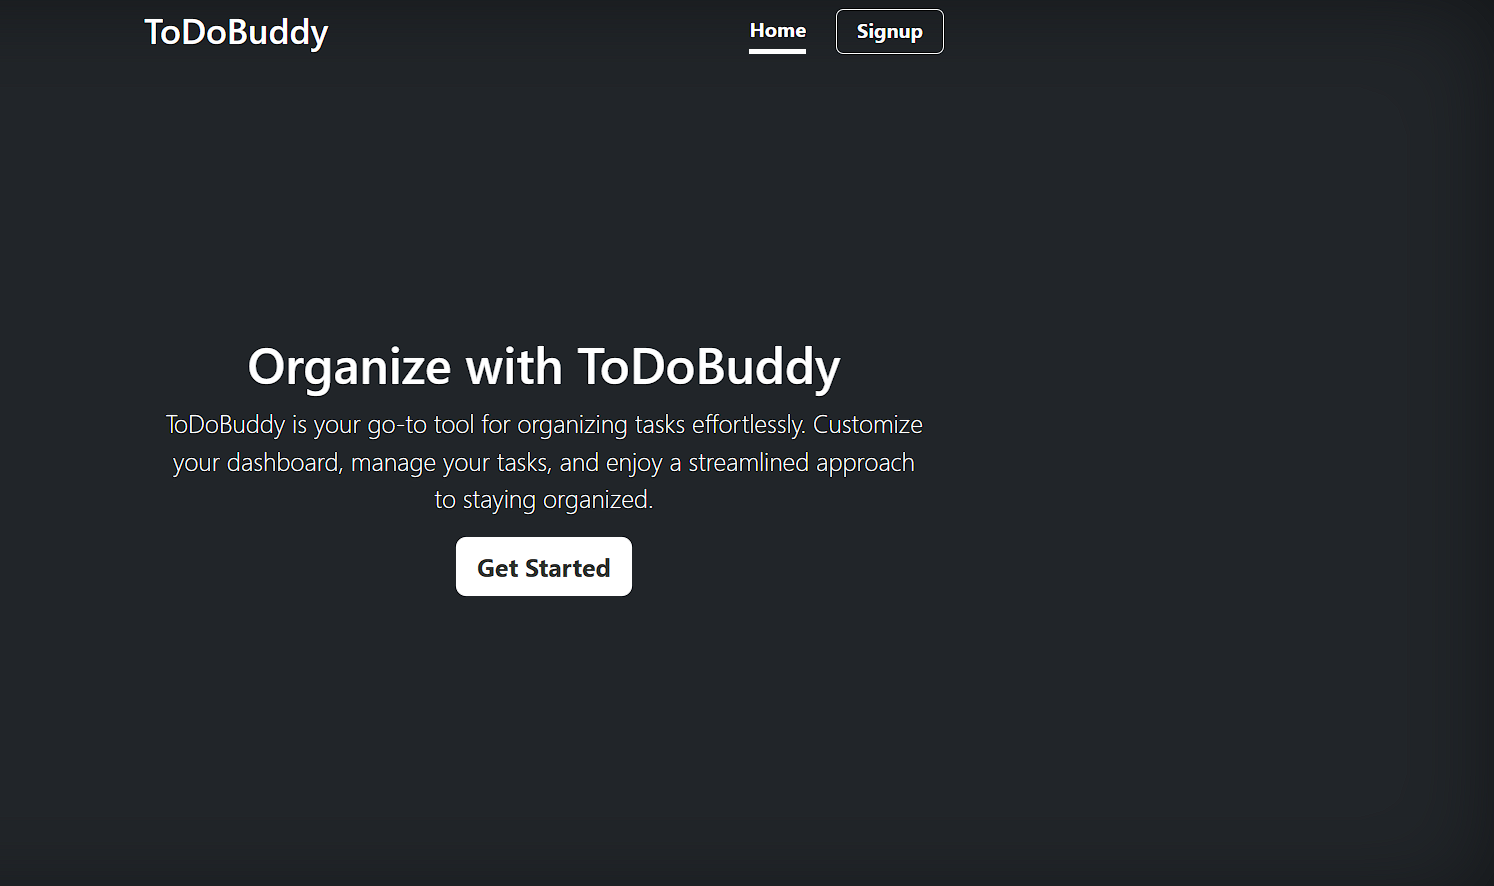 ToDoBuddy
Home
Signup
Organize with ToDoBuddy
ToDoBuddy is your go-to tool for organizing tasks effortlessly. Customize
your dashboard, manage your tasks, and enjoy a streamlined approach
to staying organized.
Get Started